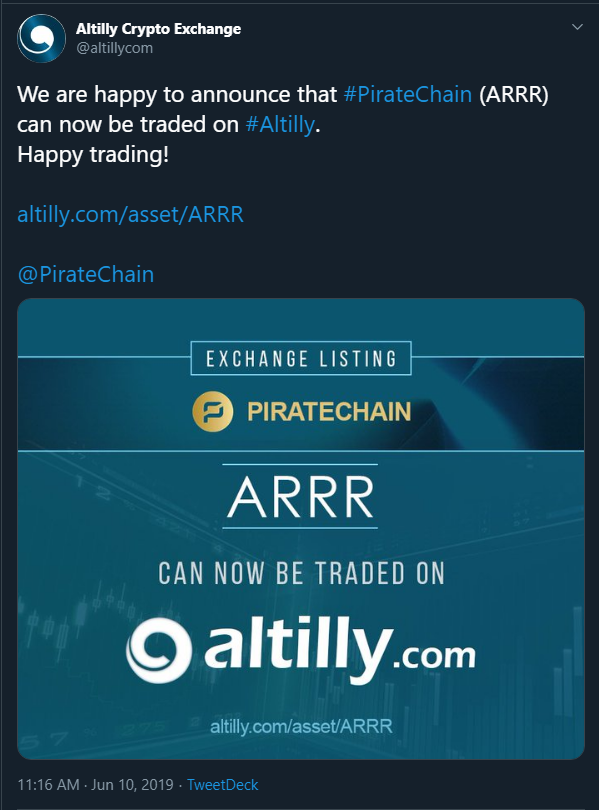 Altilly Crypto Exchange
@altillycom
We are happy to announce that #PirateChain (ARRR)
can now be traded on #Altilly.
Happy trading!
altilly.com/asset/ARRR
@PirateChain
EXCHANGE LISTING
PIRATECHAIN
ARRR
CAN NOW BE TRADED ON
altilly.com
altilly.com/asset/ARRR
11:16 AM · Jun 10, 2019 · TweetDeck